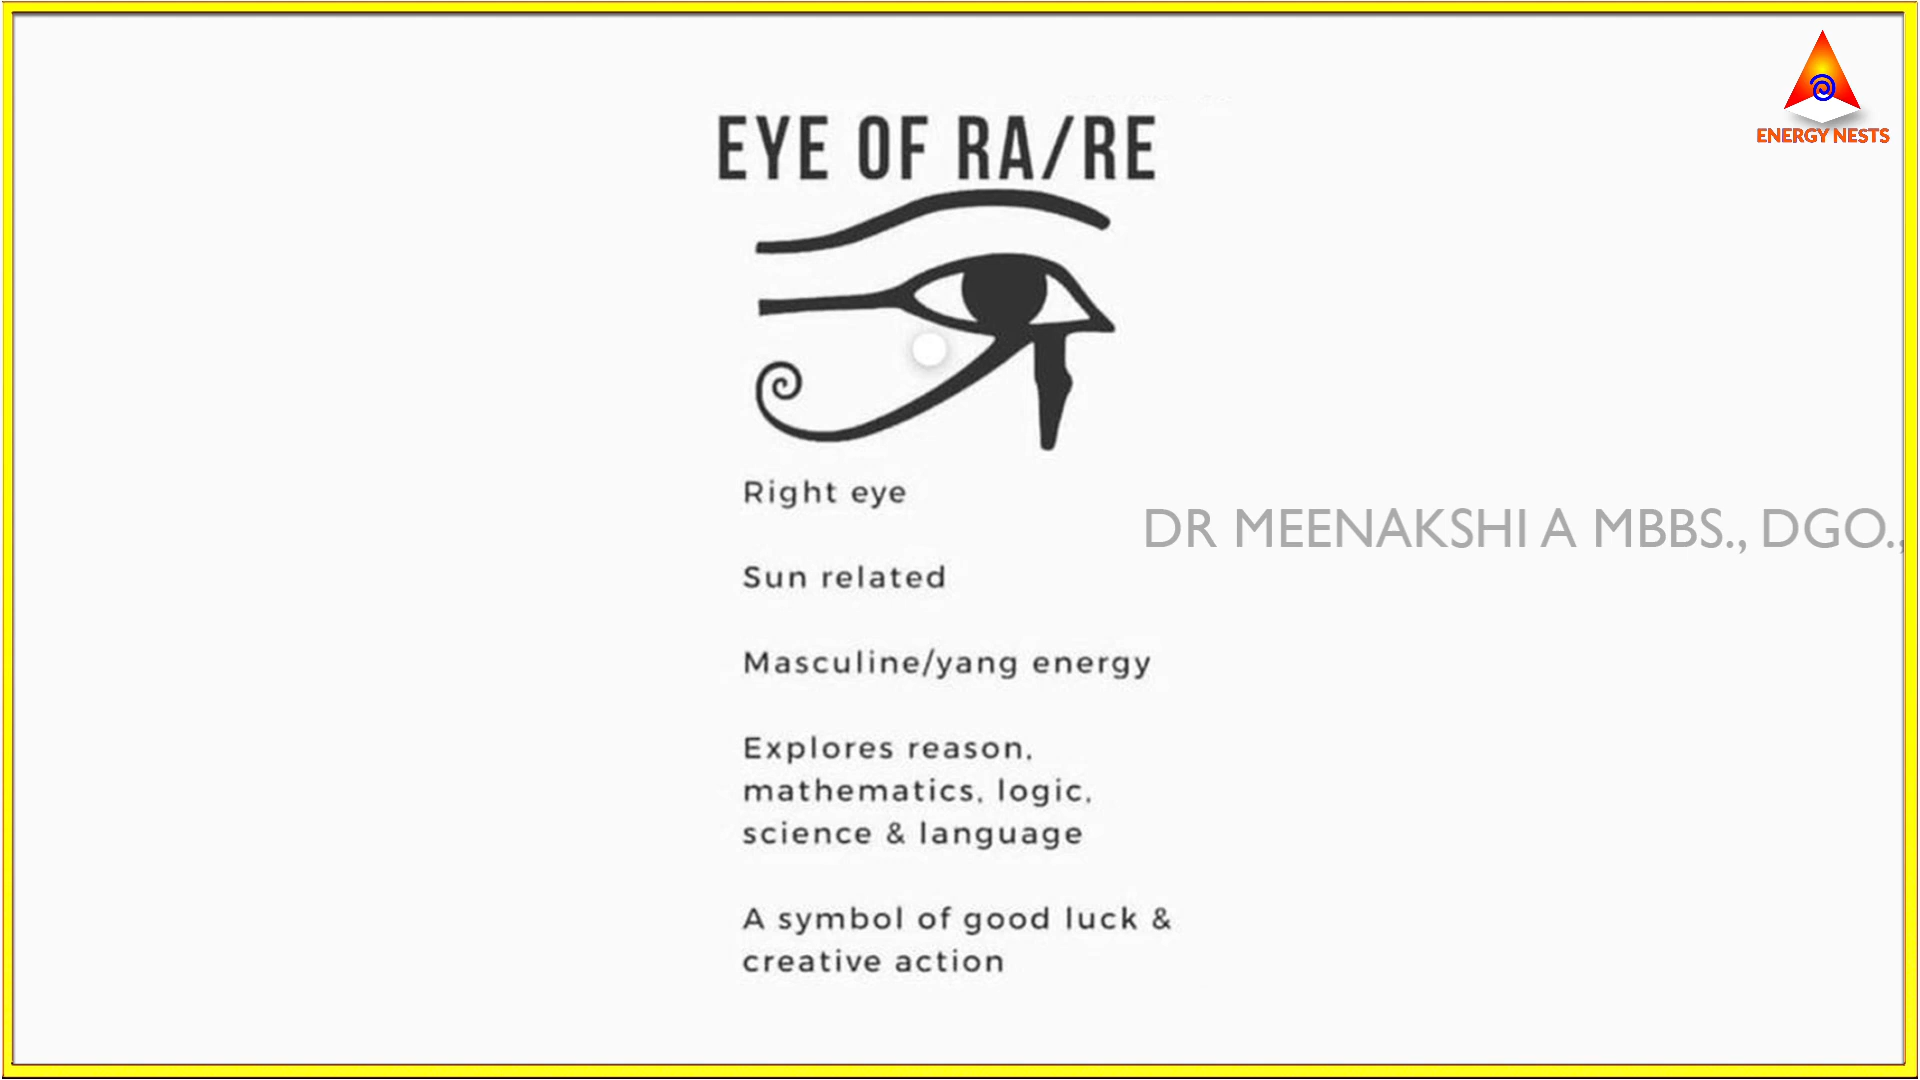 ENERGY NESTS
EYE OF RA/RE
Right eye
DR MEENAKSHI A MBBS., DGO.,
Sun related
Masculine/yang energy
Explores reason,
mathematics, logic,
science & language
A symbol of good luck &
creative action